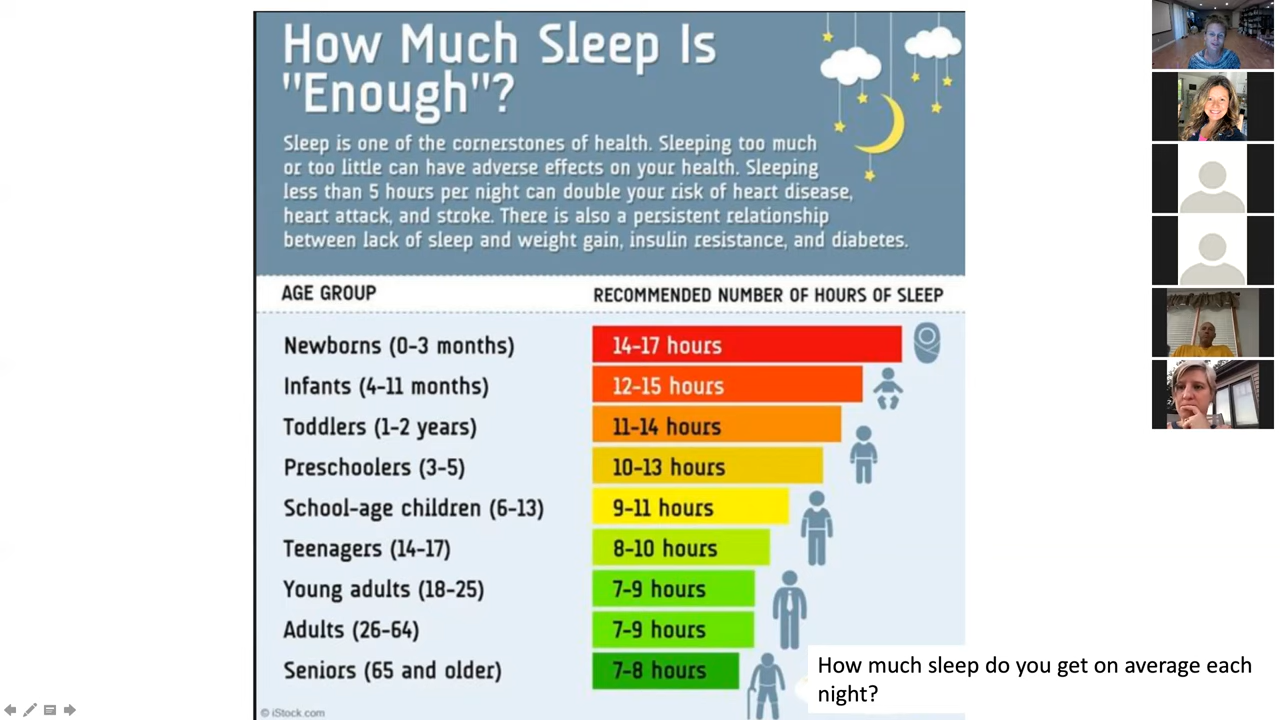 How Much Sleep Is
"Enough"?
Sleep is one of the cornerstones of health. Sleeping too much
or too little can have adverse effects on your health. Sleeping
less than 5 hours per night can double your risk of heart disease,
heart attack, and stroke. There is also a persistent relationship
between lack of sleep and weight gain, insulin resistance, and diabetes.
AGE GROUP RECOMMENDED NUMBER OF HOURS OF SLEEP
Newborns (0-3 months) 14-17 hours
Infants (4-11 months) 12-15 hours
Toddlers (1-2 years) 11-14 hours
Preschoolers (3-5) 10-13 hours
School-age children (6-13) 9-11 hours
Teenagers (14-17) 8-10 hours
Young adults (18-25) 7-9 hours
Adults (26-64) 7-9 hours
Seniors (65 and older) 7-8 hours
How much sleep do you get on average each
night?
© iStock.com